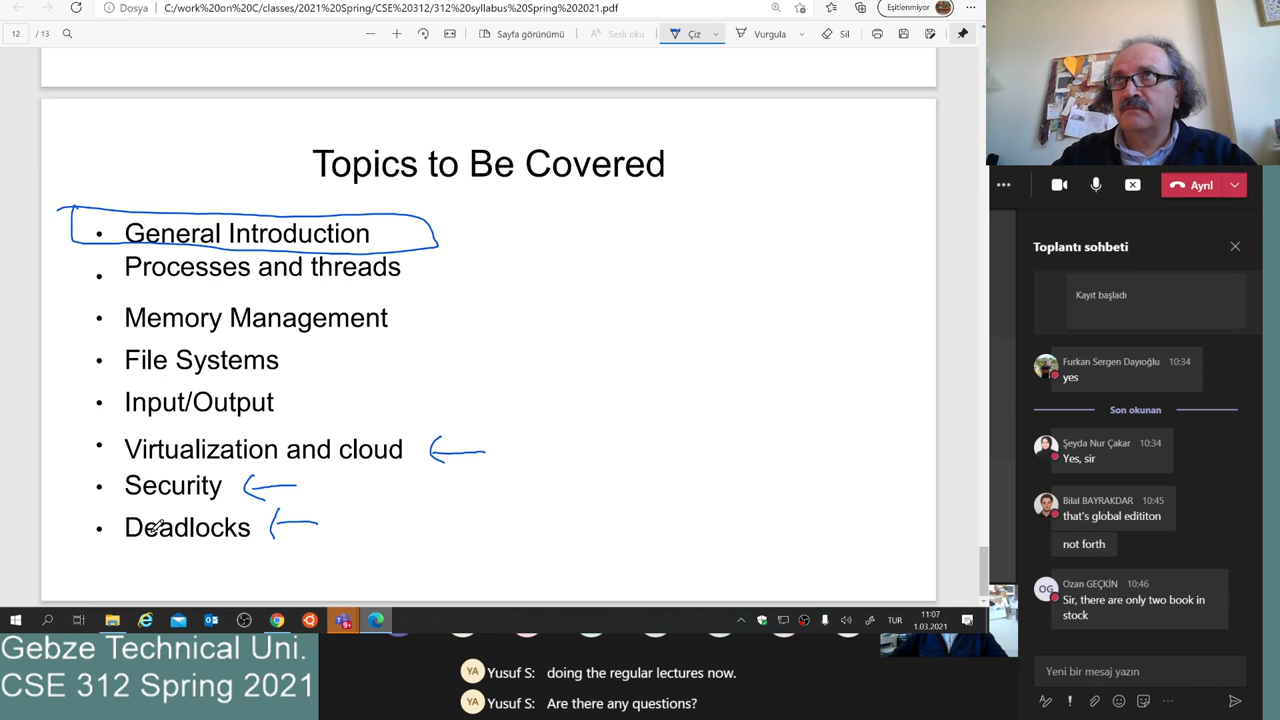 Dosya
C:/work%20on%20C/classes/2021%20Spring/CSE%20312/312%20syllabus%20Spring%202021.pdf
Eşitlenmiyor
12 / 13
Sayfa görünümü
Sesli oku
Çiz
Vurgula
Sil
Topics to Be Covered
• General Introduction
• Processes and threads
• Memory Management
• File Systems
• Input/Output
• Virtualization and cloud
• Security
• Deadlocks
Ayrıl
Toplantı sohbeti
Kayıt başladı
Furkan Sergen Dayıoğlu 10:34
yes
Son okunan
Şeyda Nur Çakar 10:34
Yes, sir
Bilal BAYRAKDAR 10:45
that's global edititon
not forth
OG
Ozan GEÇKİN 10:46
Sir, there are only two book in
stock
Yeni bir mesaj yazın
TUR
11:07
1.03.2021
Gebze Technical Uni.
CSE 312 Spring 2021
YA Yusuf S: doing the regular lectures now.
YA Yusuf S: Are there any questions?